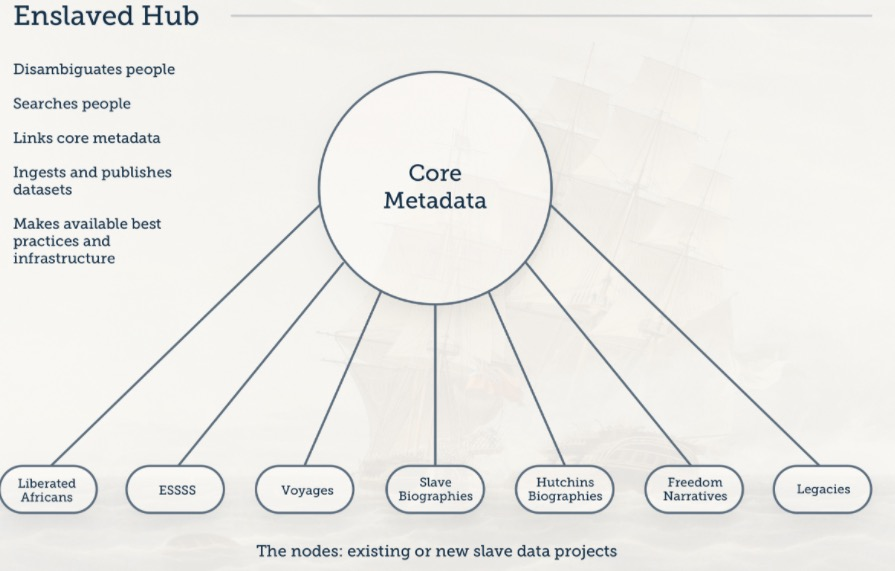 Enslaved Hub
Disambiguates people
Searches people
Links core metadata
Ingests and publishes
datasets
Makes available best
practices and
infrastructure
Core
Metadata
Liberated
Africans
ESSSS
Voyages
Slave
Biographies
Hutchins
Biographies
Freedom
Narratives
Legacies
The nodes: existing or new slave data projects